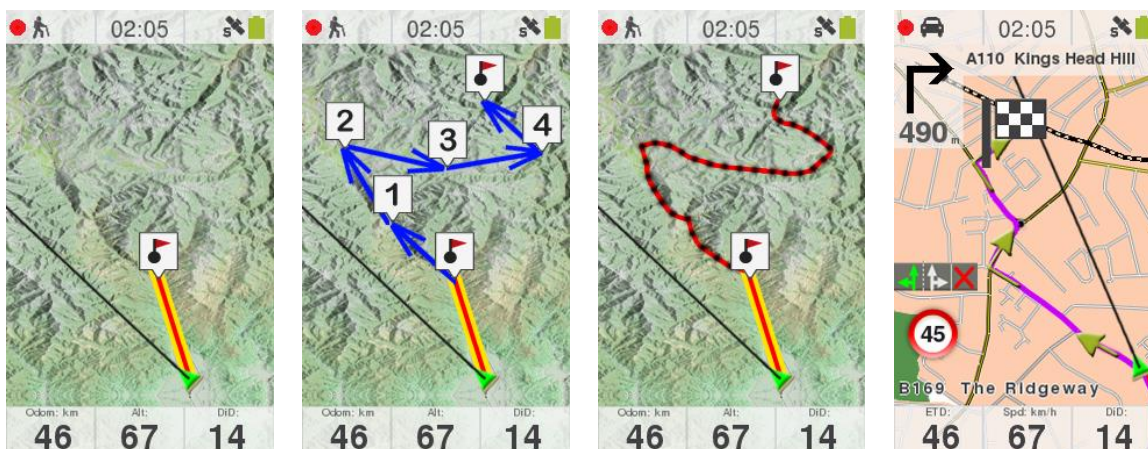 02:05 S
Odom: km Alt: DiD:
46 67 14
02:05 S
2
3
4
1
Odom: km Alt: DiD:
46 67 14
02:05 S
Odom: km Alt: DiD:
46 67 14
02:05 S
A110 Kings Head Hill
490 m
45
B169 The Ridgeway
ETD: Spd: km/h DiD:
46 67 14